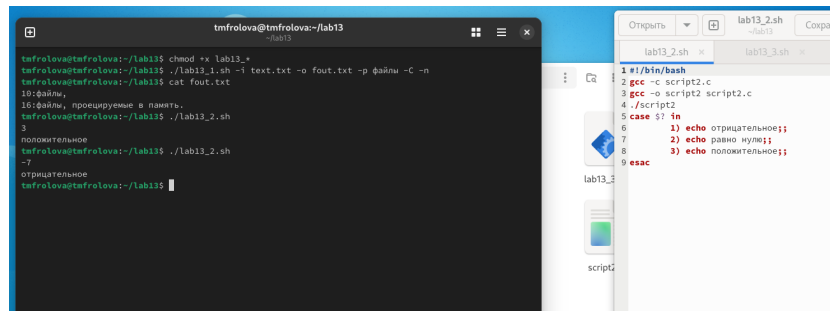 tmfrolova@tmfrolova:~/lab13
~/lab13
tmfrolova@tmfrolova:~/lab13$ chmod +x lab13_*
tmfrolova@tmfrolova:~/lab13$ ./lab13_1.sh -i text.txt -o fout.txt -p файлы -C -n
tmfrolova@tmfrolova:~/lab13$ cat fout.txt
10:файлы,
16:файлы, проецируемые в память.
tmfrolova@tmfrolova:~/lab13$ ./lab13_2.sh
3
положительное
tmfrolova@tmfrolova:~/lab13$ ./lab13_2.sh
-7
отрицательное
tmfrolova@tmfrolova:~/lab13$
lab13_3
script2
Открыть
lab13_2.sh
~/lab13
Сохра
lab13_2.sh ×
lab13_3.sh ×
1 #!/bin/bash
2 gcc -c script2.c
3 gcc -o script2 script2.c
4 ./script2
5 case $? in
6 1) echo отрицательное;;
7 2) echo равно нулю;;
8 3) echo положительное;;
9 esac